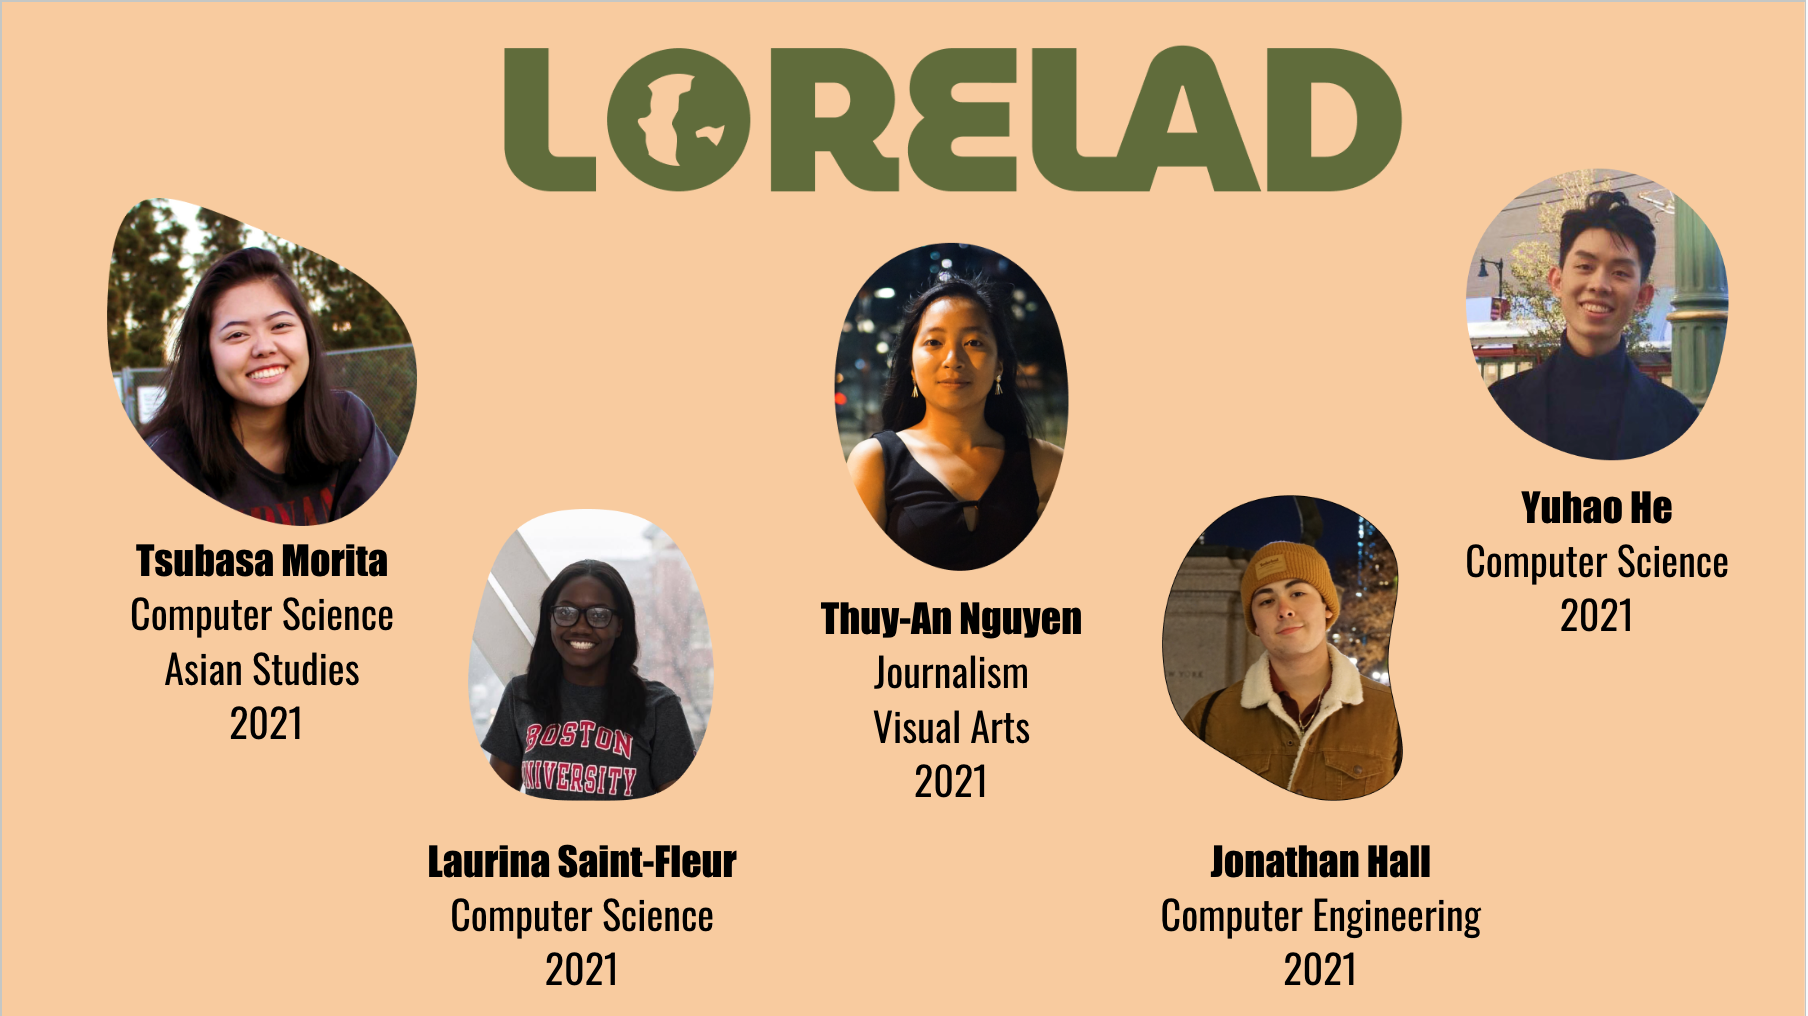 LORELAD
Tsubasa Morita
Computer Science
Asian Studies
2021
BOSTON
NIVERSITY
Laurina Saint-Fleur
Computer Science
2021
Thuy-An Nguyen
Journalism
Visual Arts
2021
Jonathan Hall
Computer Engineering
2021
Yuhao He
Computer Science
2021